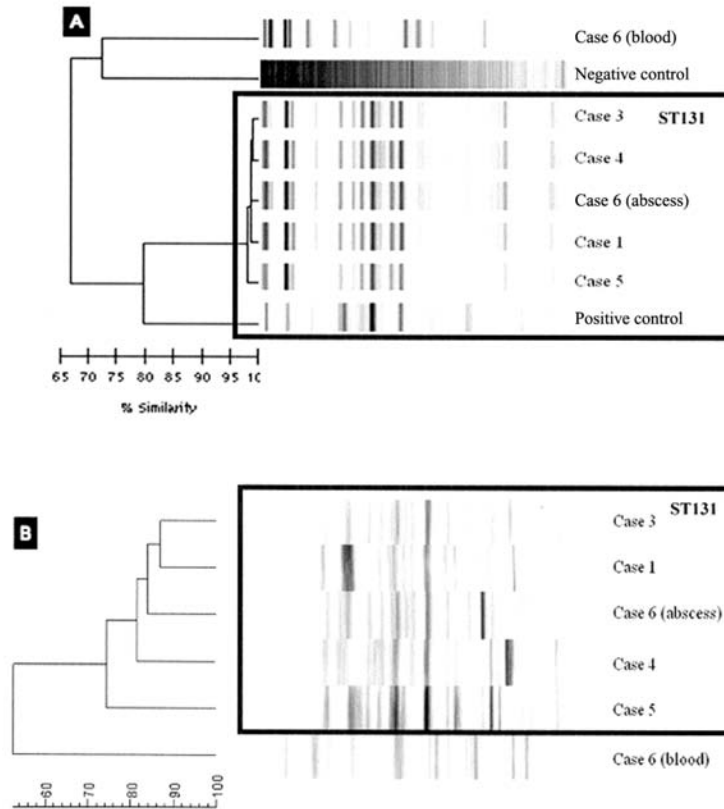 A
Case 6 (blood)
Negative control
Case 3 ST131
Case 4
Case 6 (abscess)
Case 1
Case 5
Positive control
65 70 75 80 85 90 95 10
% Similarity
B
ST131
Case 3
Case 1
Case 6 (abscess)
Case 4
Case 5
Case 6 (blood)
60 70 80 90 100